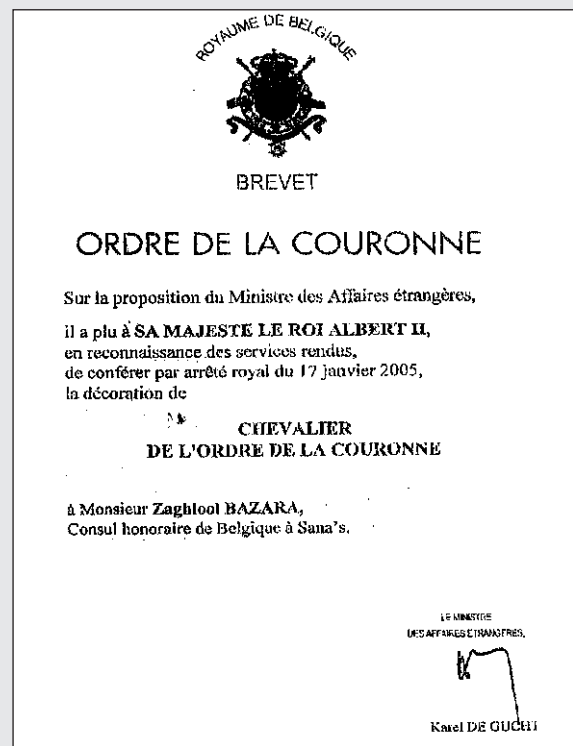 ROYAUME DE BELGIQUE
BREVET
ORDRE DE LA COURONNE
Sur la proposition du Ministre des Affaires étrangères,
il a plu à SA MAJESTE LE ROI ALBERT II,
en reconnaissance des services rendus,
de conférer par arrêté royal du 17 janvier 2005,
la décoration de
CHEVALIER
DE L'ORDRE DE LA COURONNE
à Monsieur Zaghlool BAZARA,
Consul honoraire de Belgique à Sana's.
LE MINISTRE
DES AFFAIRES ETRANGERES,
Karel DE GUCHT